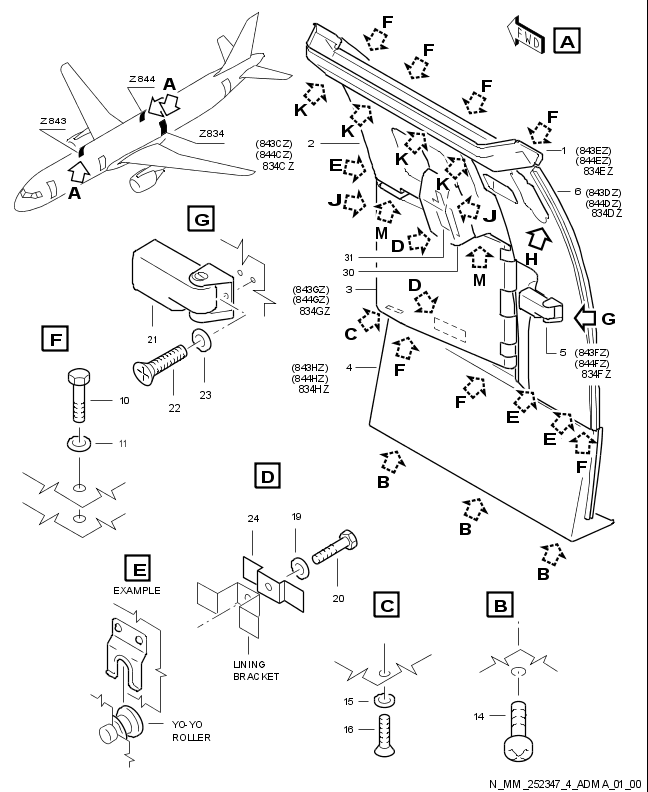 FWD
A
Z844
A
Z843
Z834
A
F
F
F
F
K
K
K
K
2
(843CZ)
(844CZ)
834CZ
1
(843EZ)
(844EZ)
834EZ
6
(843DZ)
(844DZ)
834DZ
E
J
M
D
J
M
H
31
30
G
21
22
23
3
(843GZ)
(844GZ)
834GZ
D
C
F
G
5
(843FZ)
(844FZ)
834FZ
4
(843HZ)
(844HZ)
834HZ
F
E
E
F
B
B
B
F
10
11
D
24
19
20
LINING
BRACKET
E
EXAMPLE
YO-YO
ROLLER
C
15
16
B
14
N_MM_252347_4_ADMA_01_00